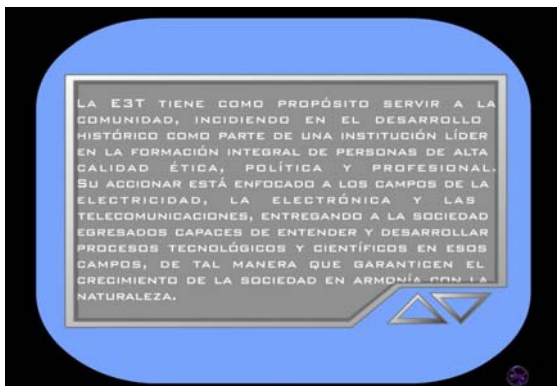 LA E3T TIENE COMO PROPÓSITO SERVIR A LA
COMUNIDAD, INCIDIENDO EN EL DESARROLLO
HISTÓRICO COMO PARTE DE UNA INSTITUCIÓN LÍDER
EN LA FORMACIÓN INTEGRAL DE PERSONAS DE ALTA
CALIDAD ÉTICA, POLÍTICA Y PROFESIONAL.
SU ACCIONAR ESTÁ ENFOCADO A LOS CAMPOS DE LA
ELECTRICIDAD, LA ELECTRÓNICA Y LAS
TELECOMUNICACIONES, ENTREGANDO A LA SOCIEDAD
EGRESADOS CAPACES DE ENTENDER Y DESARROLLAR
PROCESOS TECNOLÓGICOS Y CIENTÍFICOS EN ESOS
CAMPOS, DE TAL MANERA QUE GARANTICEN EL
CRECIMIENTO DE LA SOCIEDAD EN ARMONÍA CON LA
NATURALEZA.